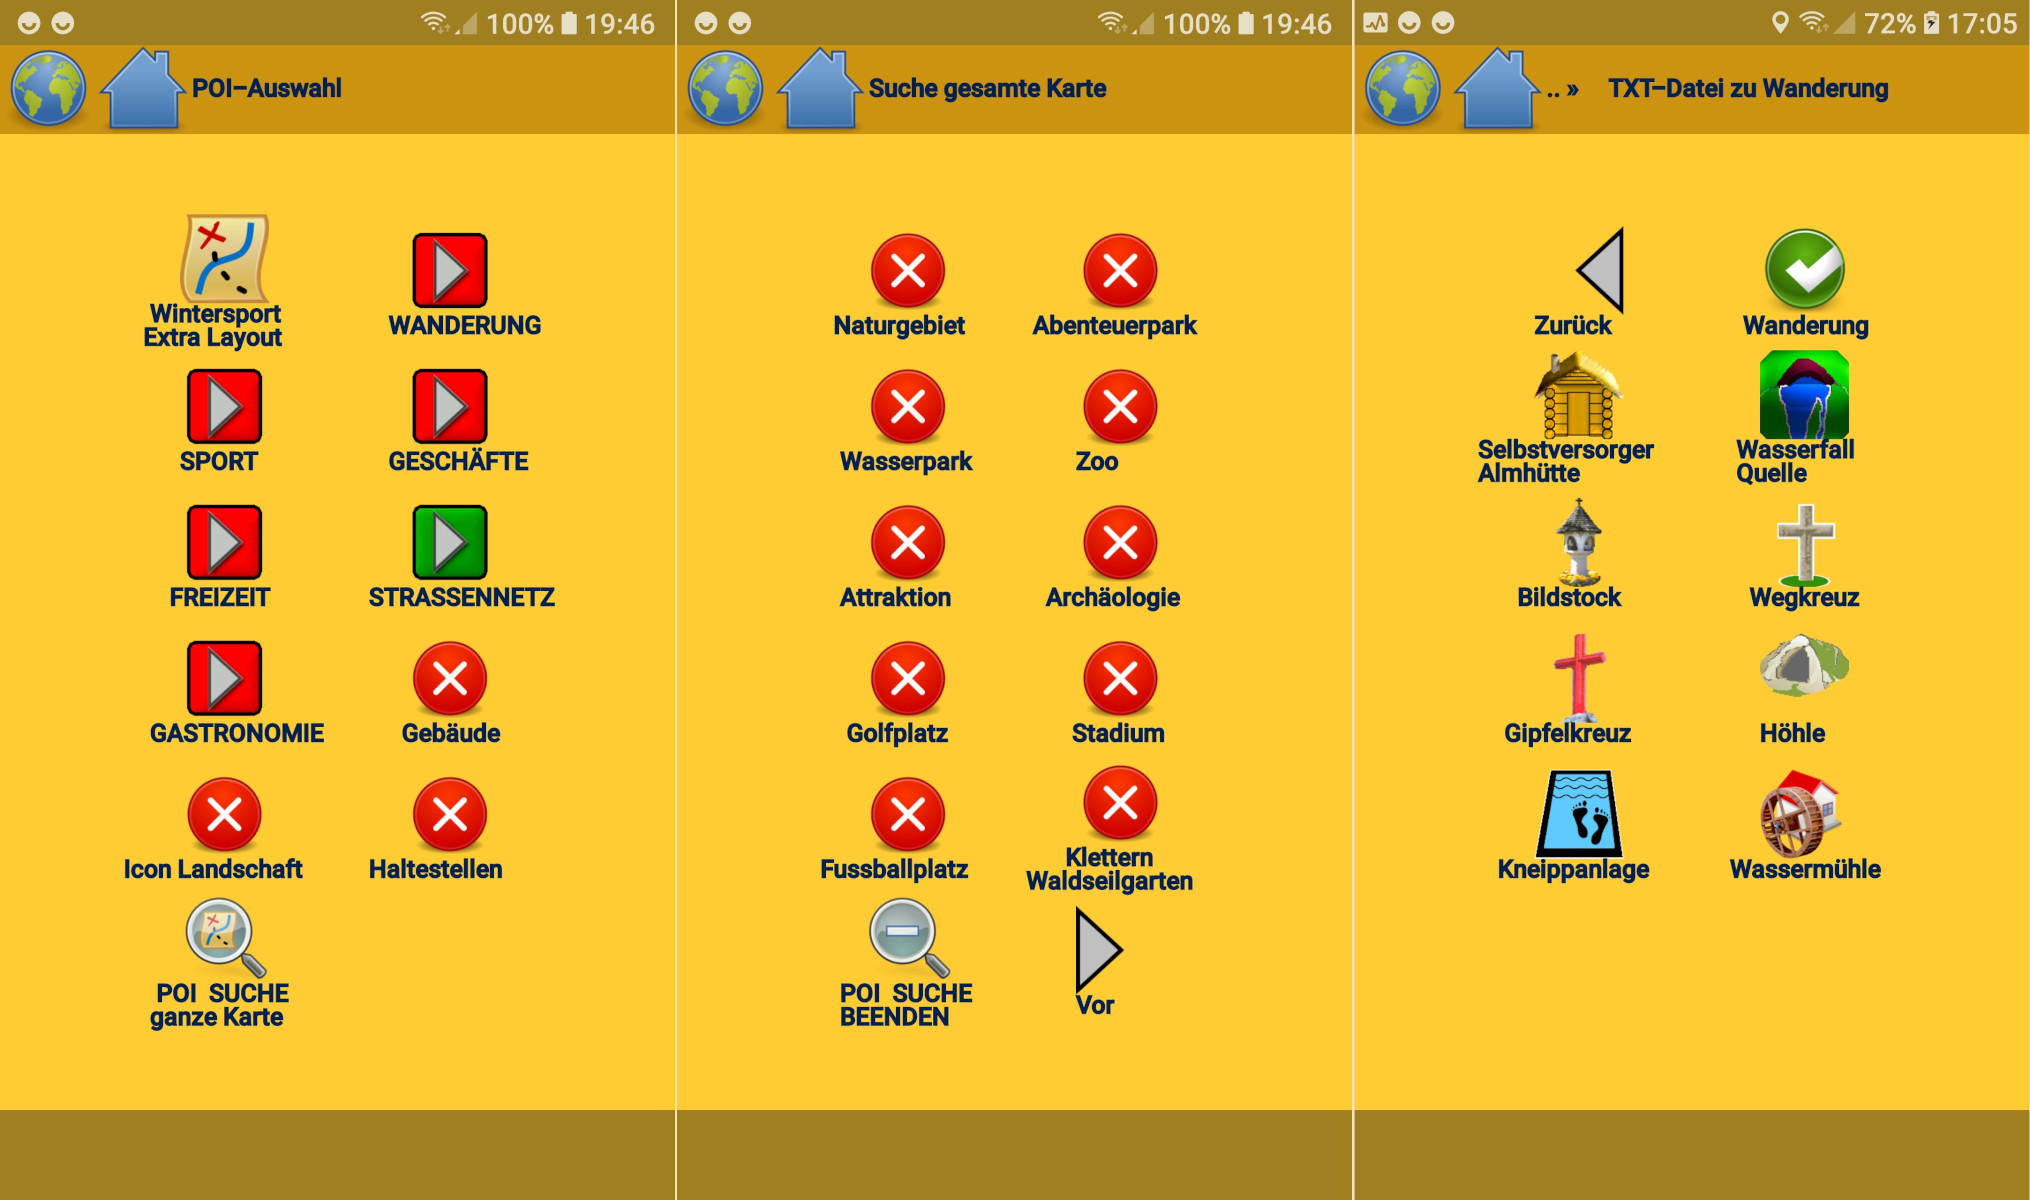 100% 19:46
POI-Auswahl
Wintersport
Extra Layout
WANDERUNG
SPORT
GESCHÄFTE
FREIZEIT
STRASSENNETZ
GASTRONOMIE
Gebäude
Icon Landschaft
Haltestellen
POI SUCHE
ganze Karte
100% 19:46
Suche gesamte Karte
Naturgebiet
Abenteuerpark
Wasserpark
Zoo
Attraktion
Archäologie
Golfplatz
Stadium
Fussballplatz
Klettern
Waldseilgarten
POI SUCHE
BEENDEN
Vor
72% 17:05
.. » TXT-Datei zu Wanderung
Zurück
Wanderung
Selbstversorger
Almhütte
Wasserfall
Quelle
Bildstock
Wegkreuz
Gipfelkreuz
Höhle
Kneippanlage
Wassermühle